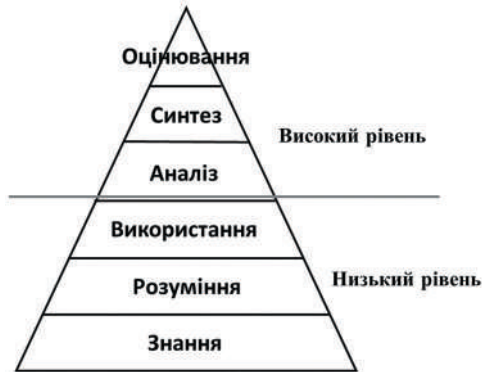 Оцінювання
Синтез
Високий рівень
Аналіз
Використання
Розуміння
Низький рівень
Знання